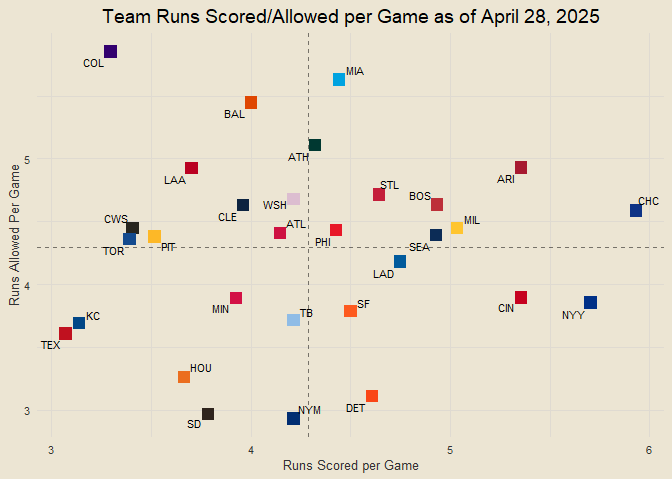 Team Runs Scored/Allowed per Game as of April 28, 2025
COL
MIA
BAL
5
ATH
LAA
ARI
STL
BOS
CHC
WSH
CLE
CWS
ATL
MIL
PHI
SEA
TOR
PIT
LAD
4
MIN
TB
SF
CIN
NYY
KC
TEX
HOU
DET
3
NYM
SD
3
4
5
6
Runs Scored per Game
Runs Allowed Per Game